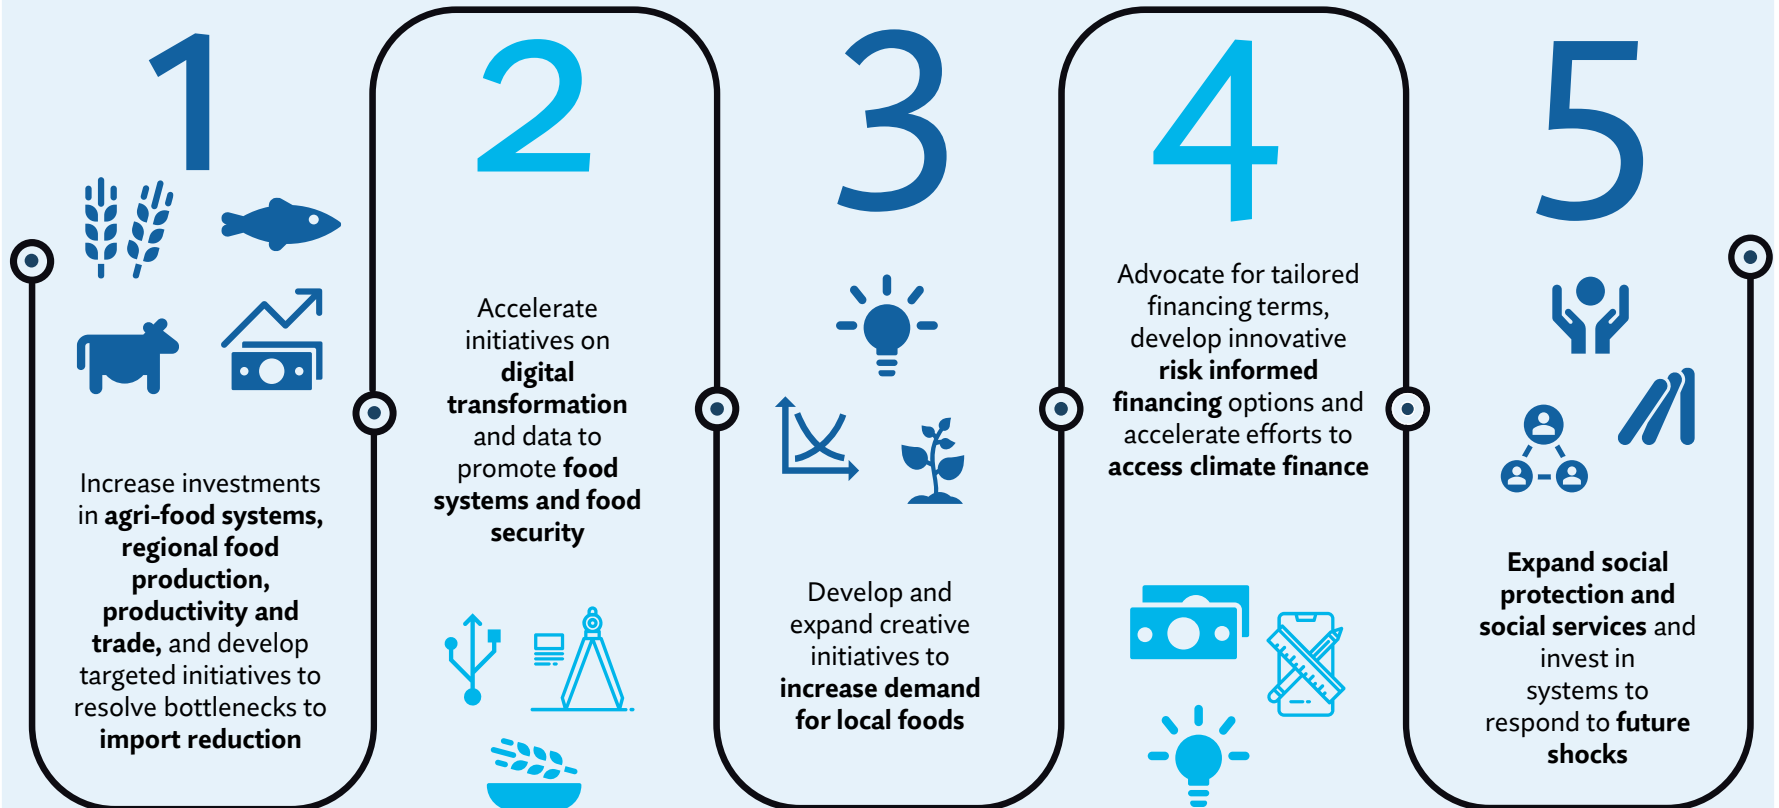 1
Increase investments
in agri-food systems,
regional food
production,
productivity and
trade, and develop
targeted initiatives to
resolve bottlenecks to
import reduction
2
Accelerate
initiatives on
digital
transformation
and data to
promote food
systems and food
security
3
Develop and
expand creative
initiatives to
increase demand
for local foods
4
Advocate for tailored
financing terms,
develop innovative
risk informed
financing options and
accelerate efforts to
access climate finance
5
Expand social
protection and
social services and
invest in
systems to
respond to future
shocks